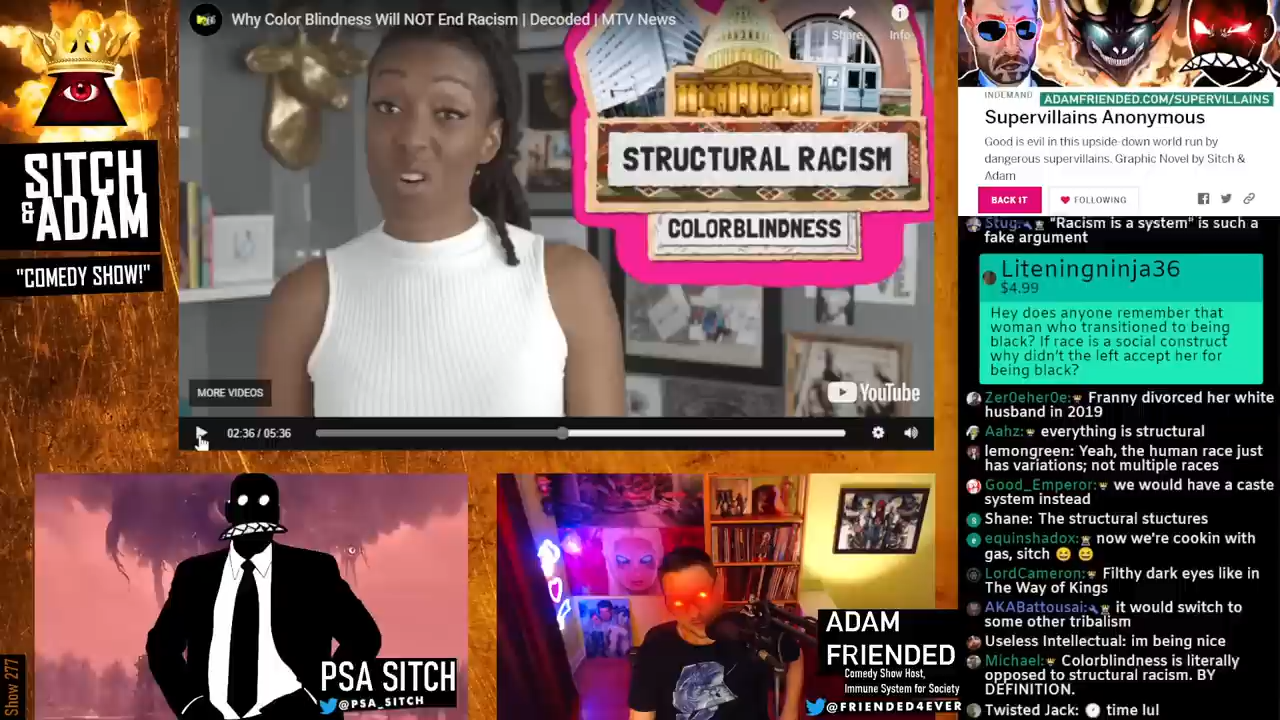 Why Color Blindness Will NOT End Racism | Decoded | MTV News
Share
Info
STRUCTURAL RACISM
COLORBLINDNESS
MORE VIDEOS
YouTube
02:36 / 05:36
SITCH
& ADAM
"COMEDY SHOW!"
Show 277
PSA SITCH
@PSA_SITCH
ADAM
FRIENDED
Comedy Show Host,
Immune System for Society
@FRIENDED4EVER
INDEMAND
ADAMFRIENDED.COM/SUPERVILLAINS
Supervillains Anonymous
Good is evil in this upside-down world run by
dangerous supervillains. Graphic Novel by Sitch &
Adam
BACK IT
FOLLOWING
Stug: "Racism is a system" is such a
fake argument
Liteningninja36
$4.99
Hey does anyone remember that
woman who transitioned to being
black? If race is a social construct
why didn't the left accept her for
being black?
Zer0eher0e: Franny divorced her white
husband in 2019
Aahz: everything is structural
lemongreen: Yeah, the human race just
has variations; not multiple races
Good_Emperor: we would have a caste
system instead
Shane: The structural stuctures
equinshadox: now we're cookin with
gas, sitch 😄 😄
LordCameron: Filthy dark eyes like in
The Way of Kings
AKABattousai: it would switch to
some other tribalism
Useless Intellectual: im being nice
Michael: Colorblindness is literally
opposed to structural racism. BY
DEFINITION.
Twisted Jack: 🕐 time lul